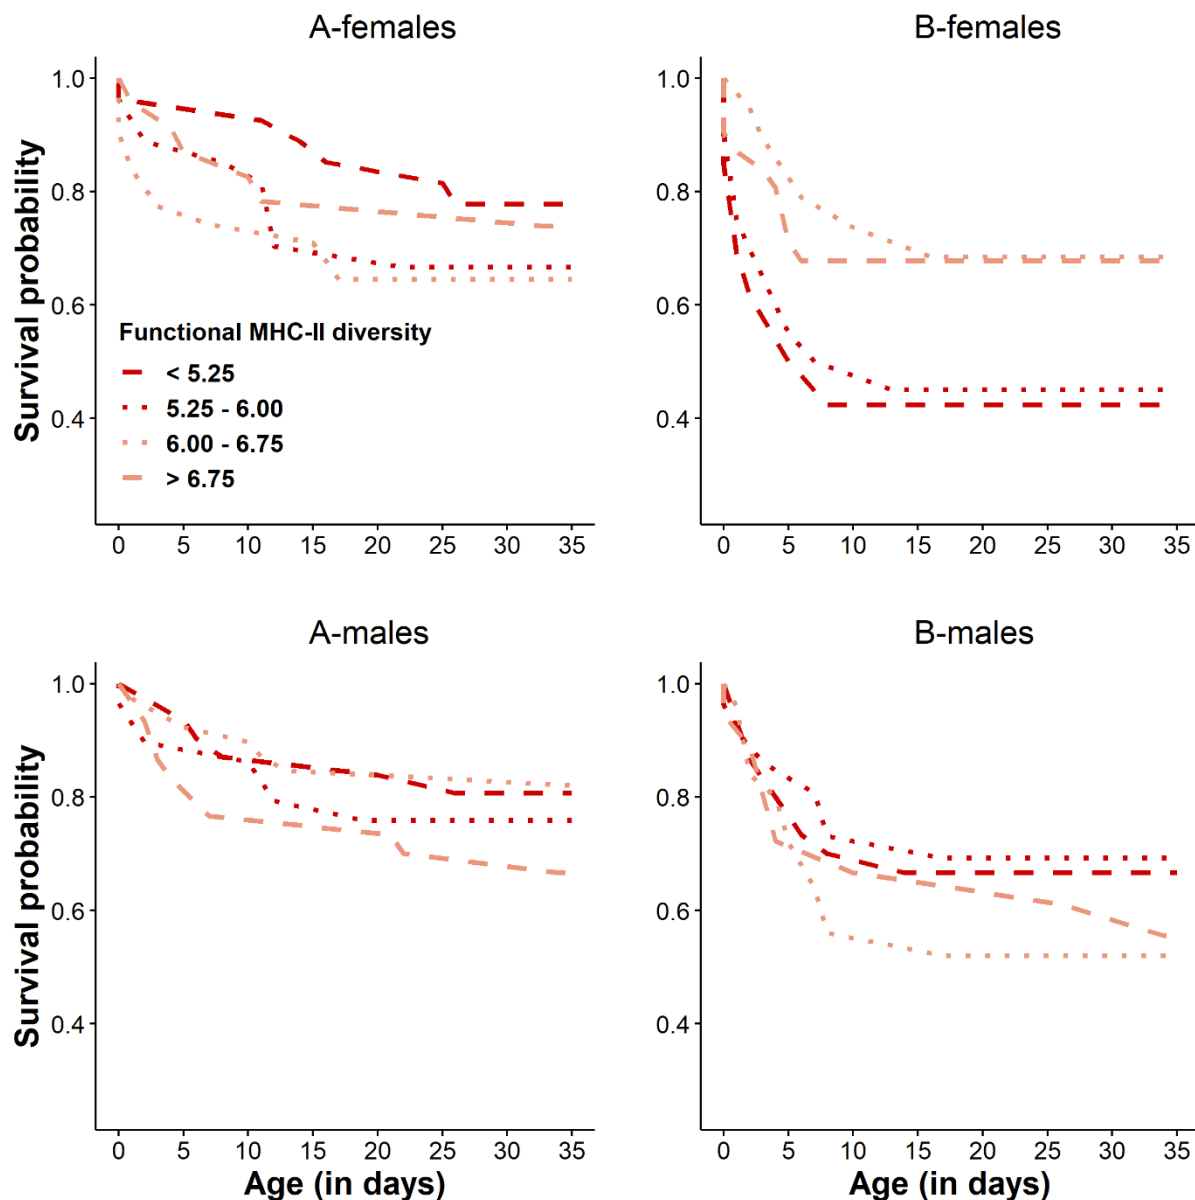 A-females
B-females
Survival probability
1.0
0.8
0.6
0.4
Functional MHC-II diversity
< 5.25
5.25 - 6.00
6.00 - 6.75
> 6.75
0 5 10 15 20 25 30 35
1.0
0.8
0.6
0.4
0 5 10 15 20 25 30 35
A-males
B-males
Survival probability
1.0
0.8
0.6
0.4
0 5 10 15 20 25 30 35
Age (in days)
1.0
0.8
0.6
0.4
0 5 10 15 20 25 30 35
Age (in days)